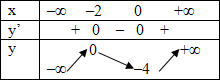 x −∞ −2 0 +∞
y' + 0 − 0 +
y 0 +∞
−∞ −4